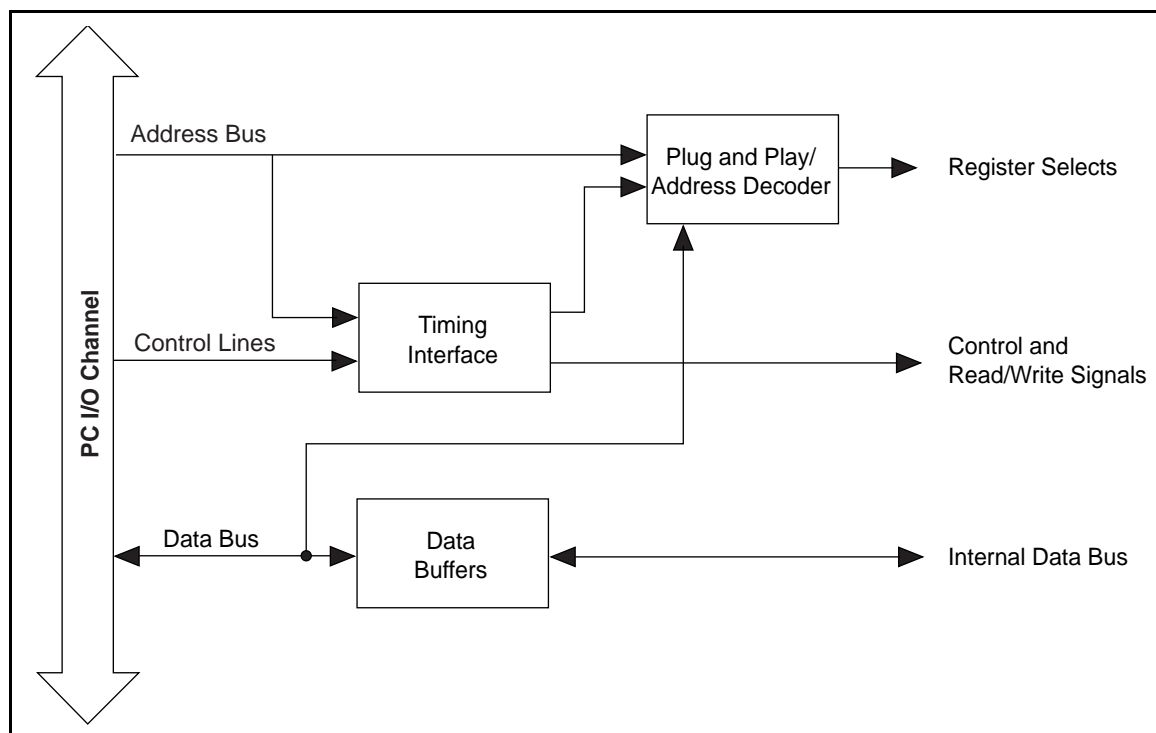 Address Bus
Plug and Play/
Address Decoder
Register Selects
PC I/O Channel
Timing
Interface
Control Lines
Control and
Read/Write Signals
Data Bus
Data
Buffers
Internal Data Bus